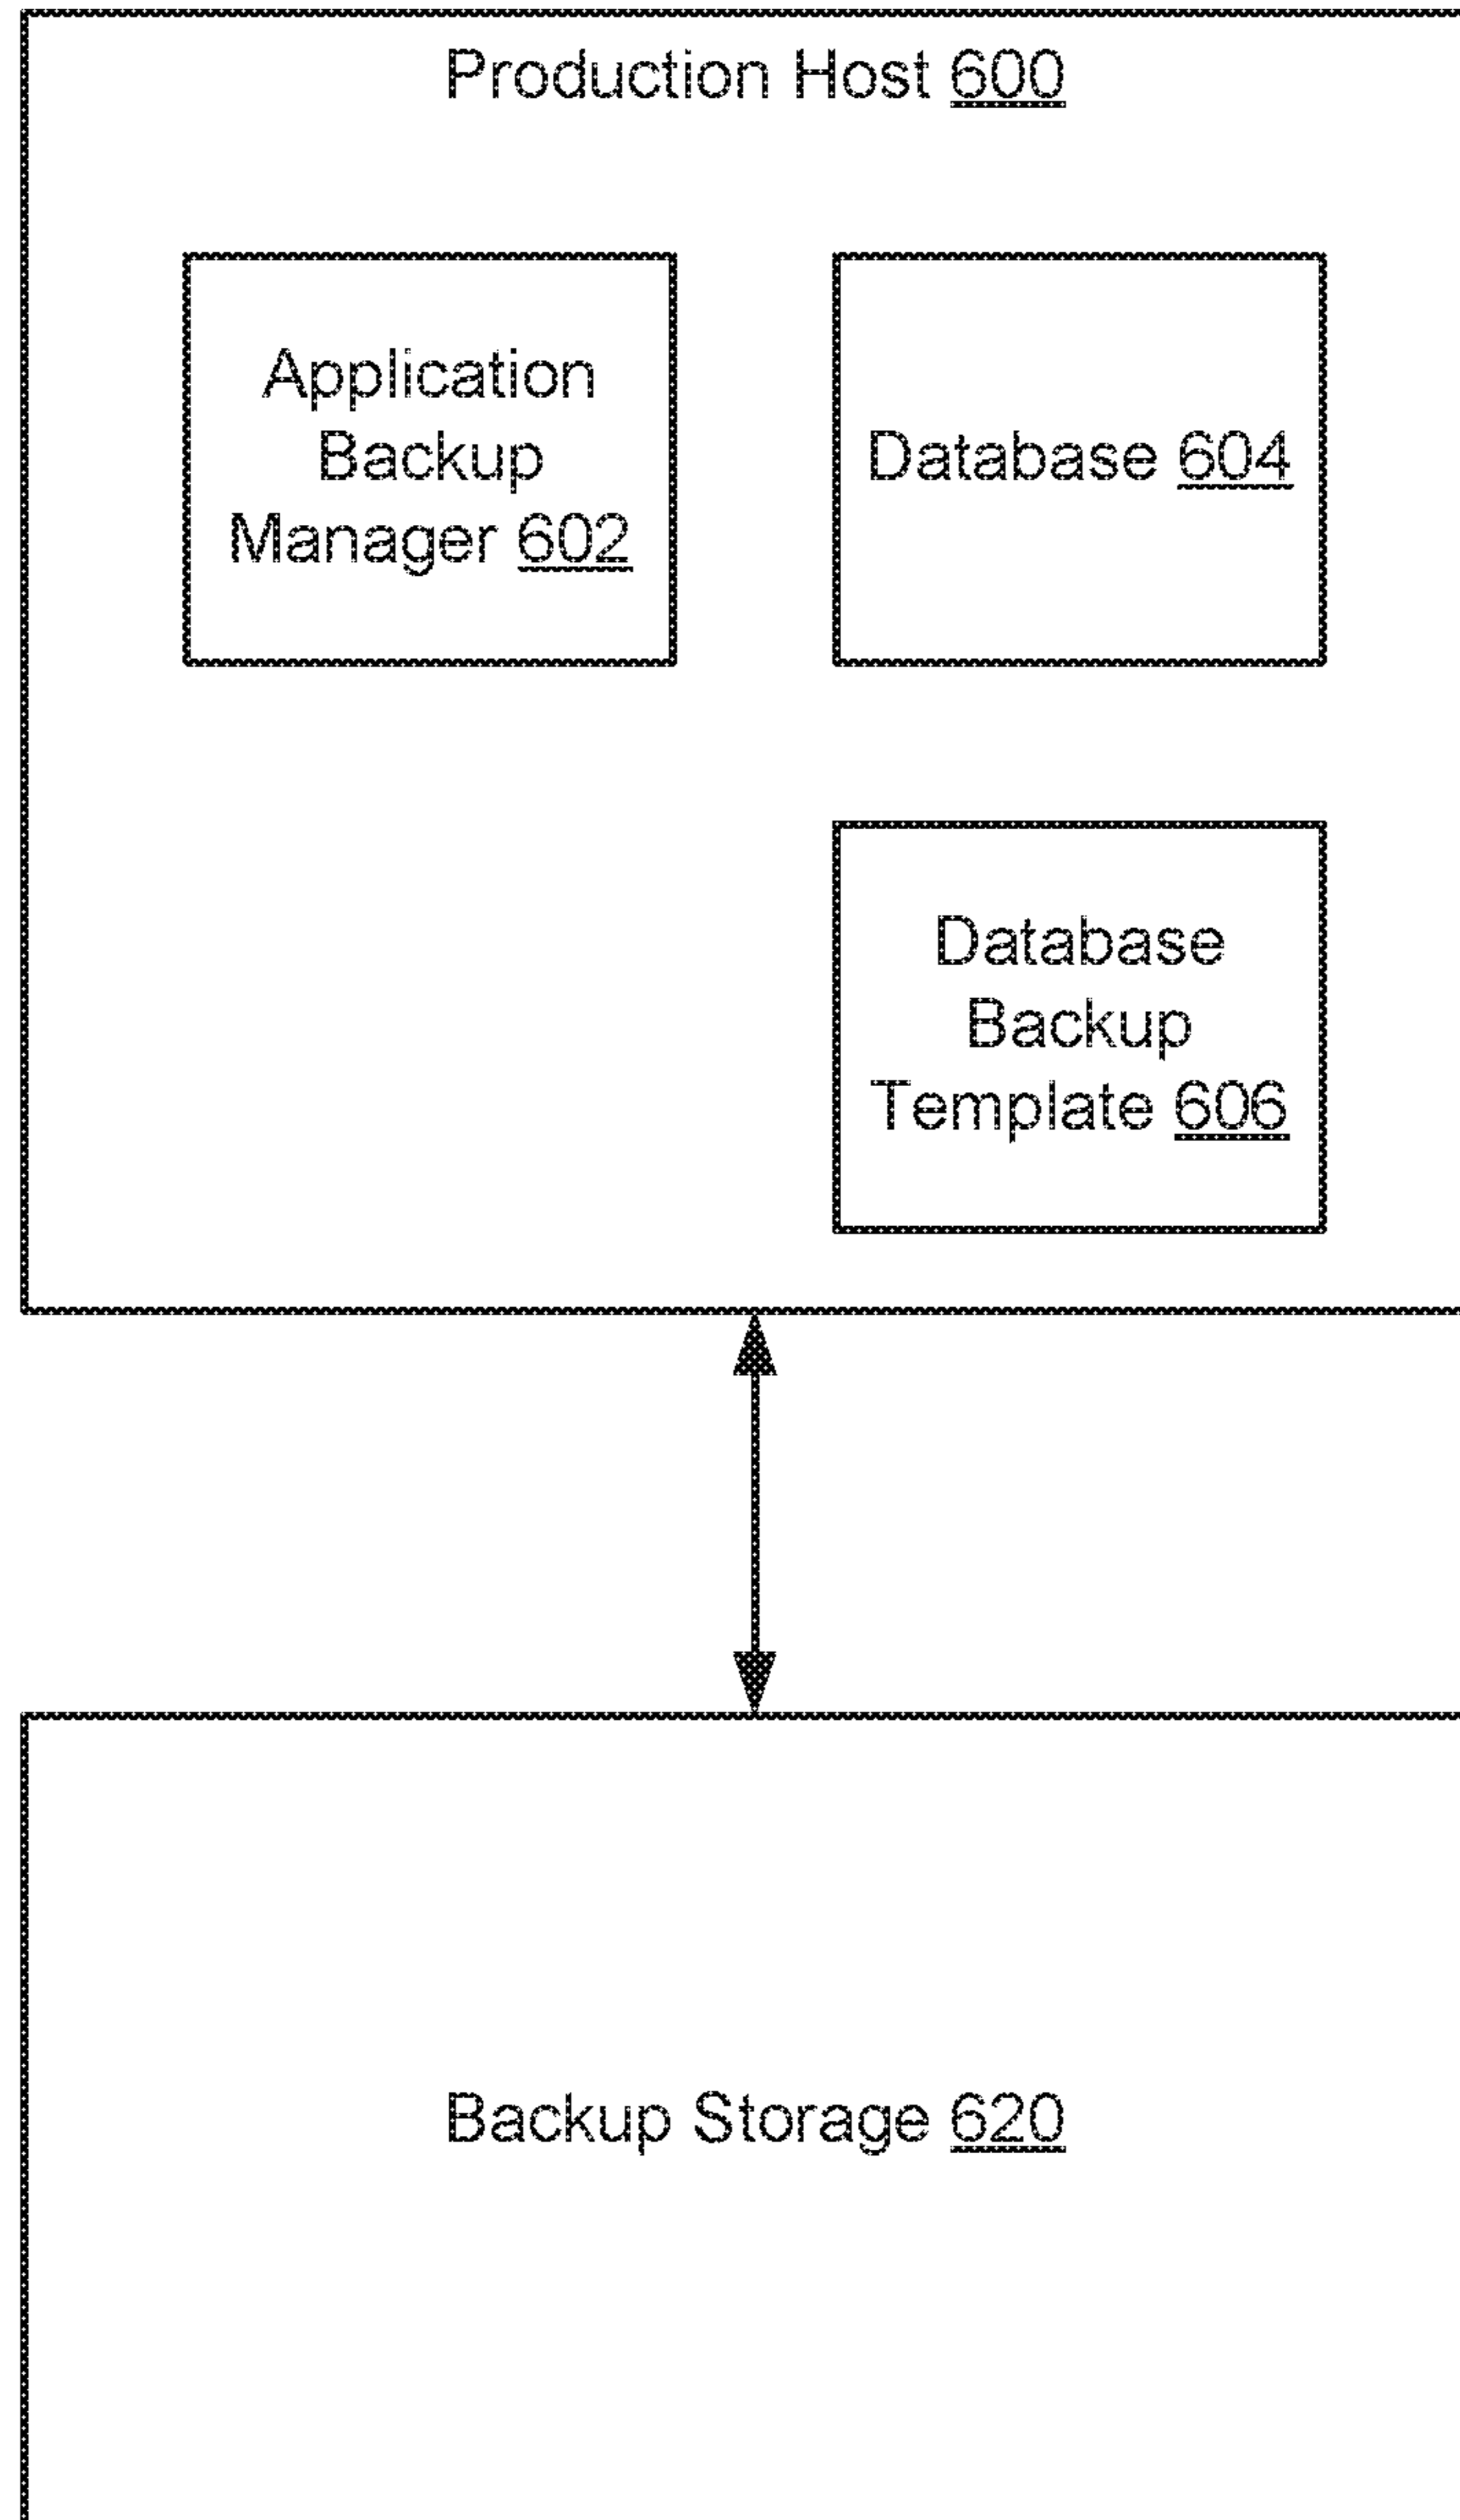 Production Host 600
Application
Backup
Manager 602
Database 604
Database
Backup
Template 606
Backup Storage 620